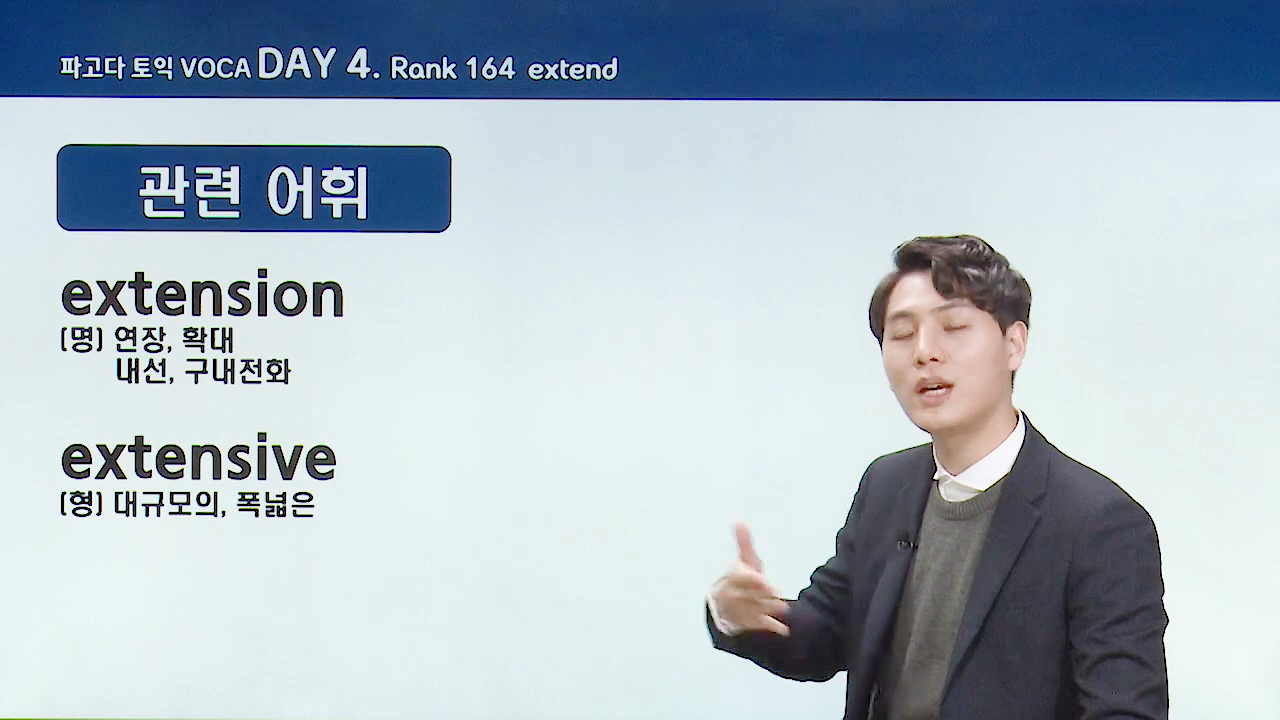 파고다 토익 VOCA DAY 4. Rank 164 extend
관련 어휘
extension
(명) 연장, 확대
내선, 구내전화
extensive
(형) 대규모의, 폭넓은